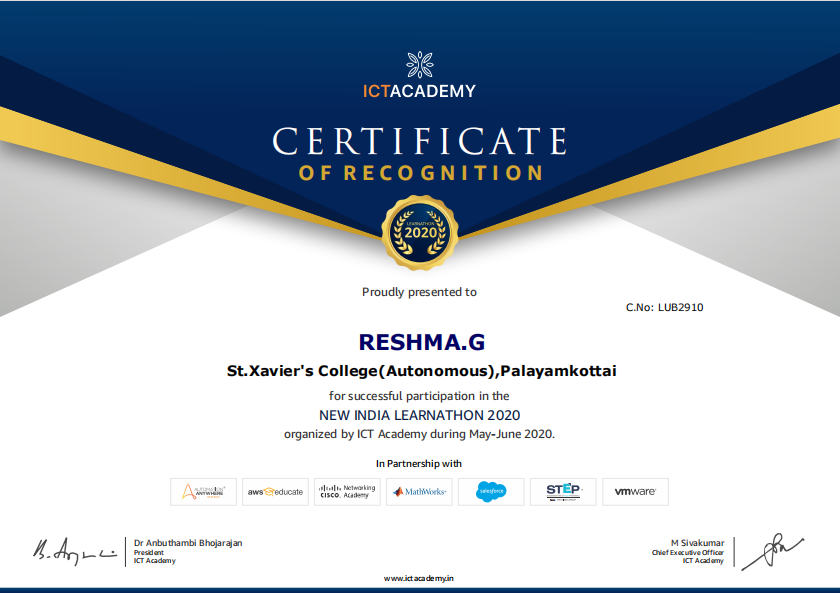 ICTACADEMY
CERTIFICATE
OF RECOGNITION
LEARNATHON
2020
Proudly presented to
C.No: LUB2910
RESHMA.G
St.Xavier's College(Autonomous),Palayamkottai
for successful participation in the
NEW INDIA LEARNATHON 2020
organized by ICT Academy during May-June 2020.
In Partnership with
AUTOMATION ANYWHERE
aws educate
CISCO Networking Academy
MathWorks
salesforce
STEP
vmware
Dr Anbuthambi Bhojarajan
President
ICT Academy
M Sivakumar
Chief Executive Officer
ICT Academy
www.ictacademy.in